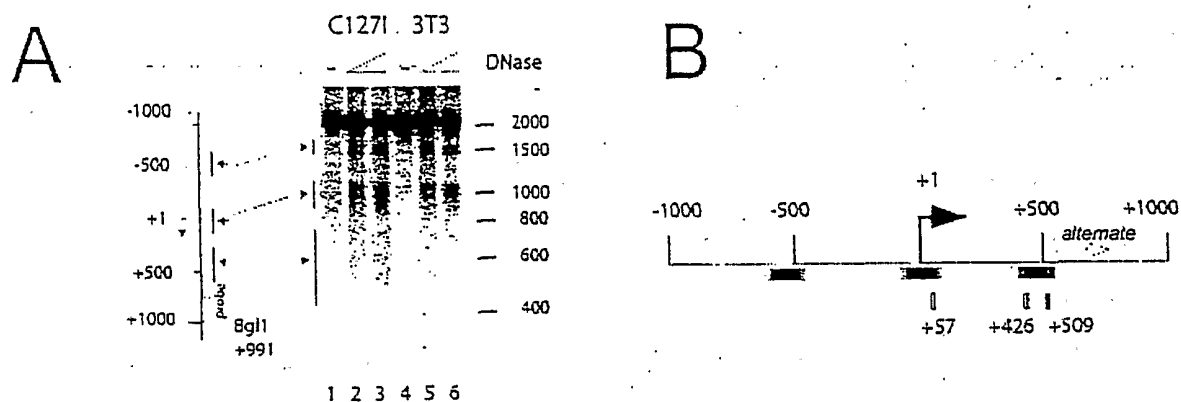 A
C127I . 3T3
DNase
-1000
-500
+1
+500
+1000
probe
Bgl1
+991
2000
1500
1000
800
600
400
1 2 3 4 5 6
B
+1
-1000 -500 +500 +1000
alternate
+57 +426 +509